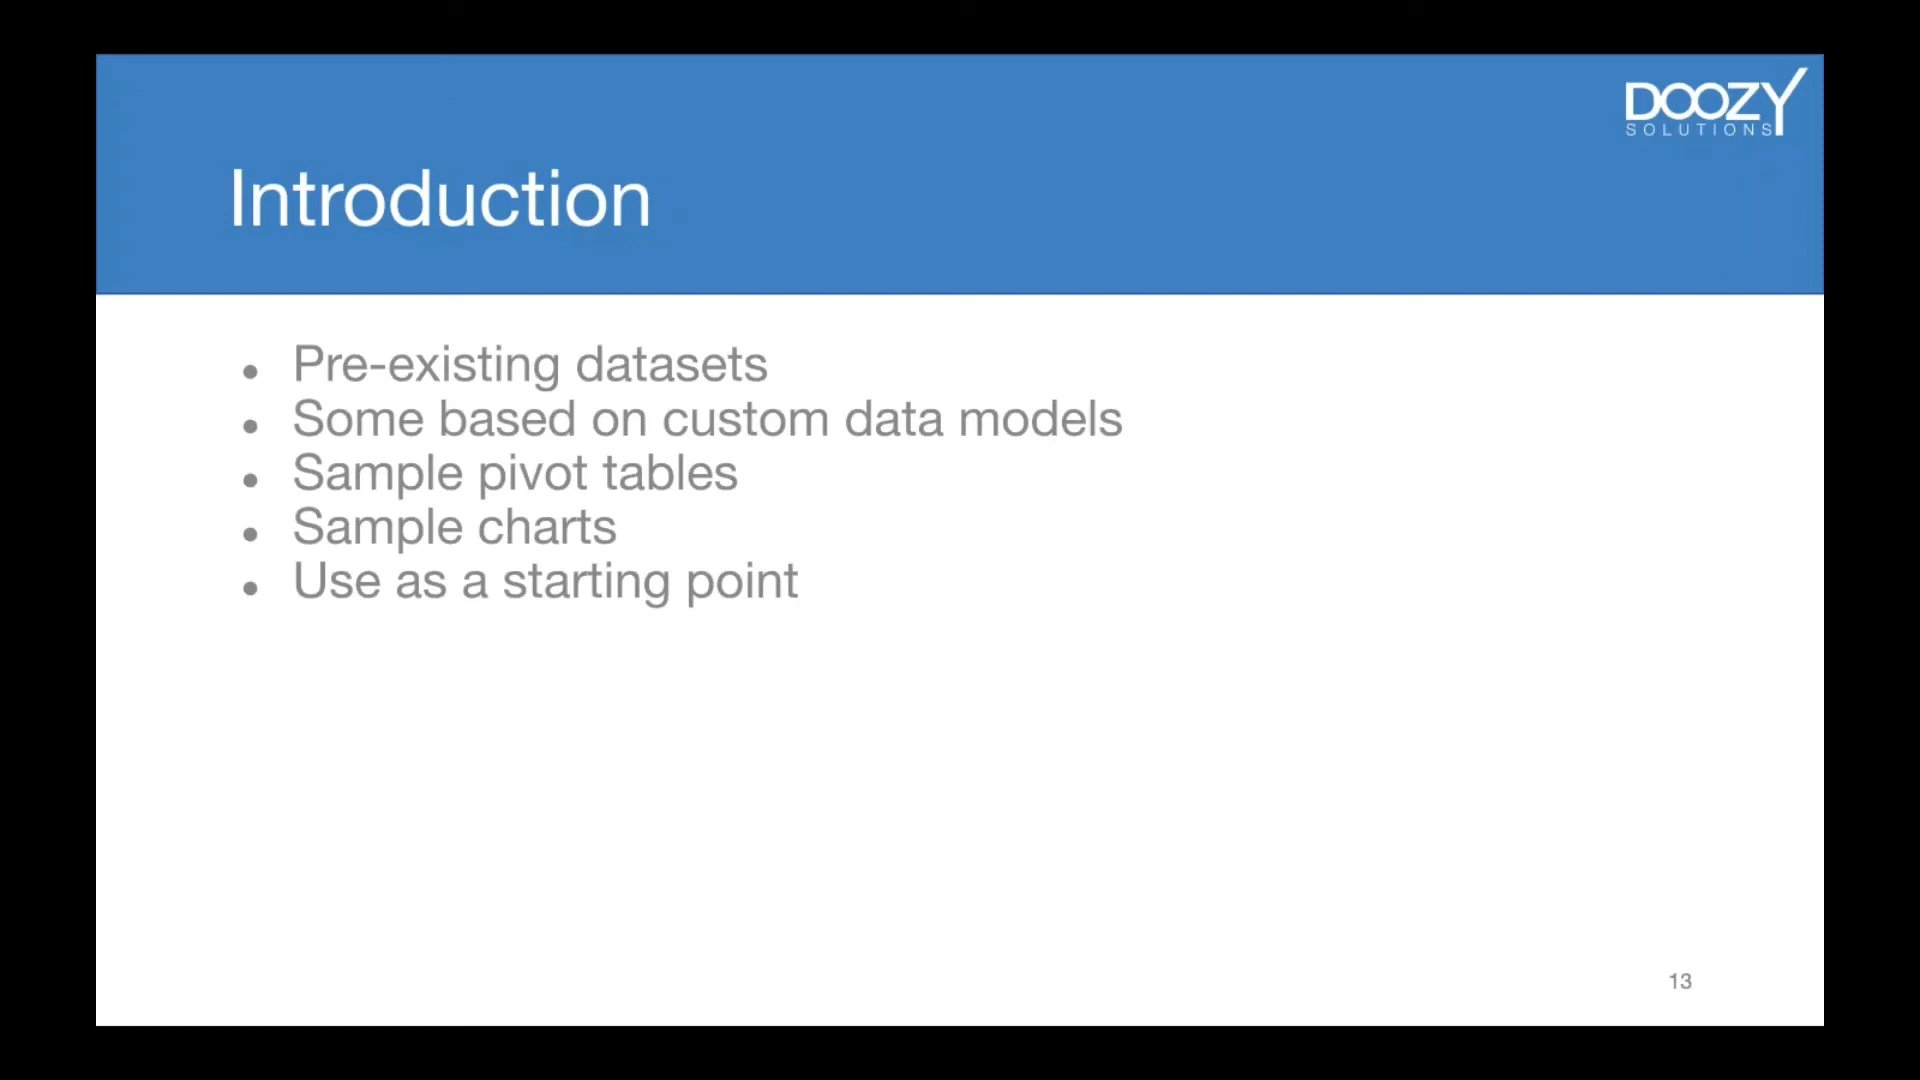 DOOZY
SOLUTIONS
Introduction
• Pre-existing datasets
• Some based on custom data models
• Sample pivot tables
• Sample charts
• Use as a starting point
13